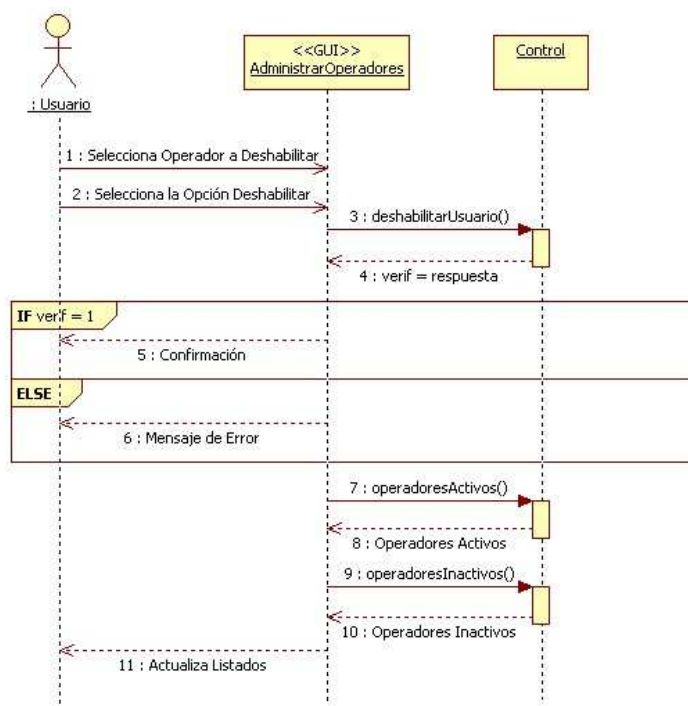 <<GUI>>
AdministrarOperadores
Control
: Usuario
1 : Selecciona Operador a Deshabilitar
2 : Selecciona la Opción Deshabilitar
3 : deshabilitarUsuario()
4 : verif = respuesta
IF verif = 1
5 : Confirmación
ELSE
6 : Mensaje de Error
7 : operadoresActivos()
8 : Operadores Activos
9 : operadoresInactivos()
10 : Operadores Inactivos
11 : Actualiza Listados